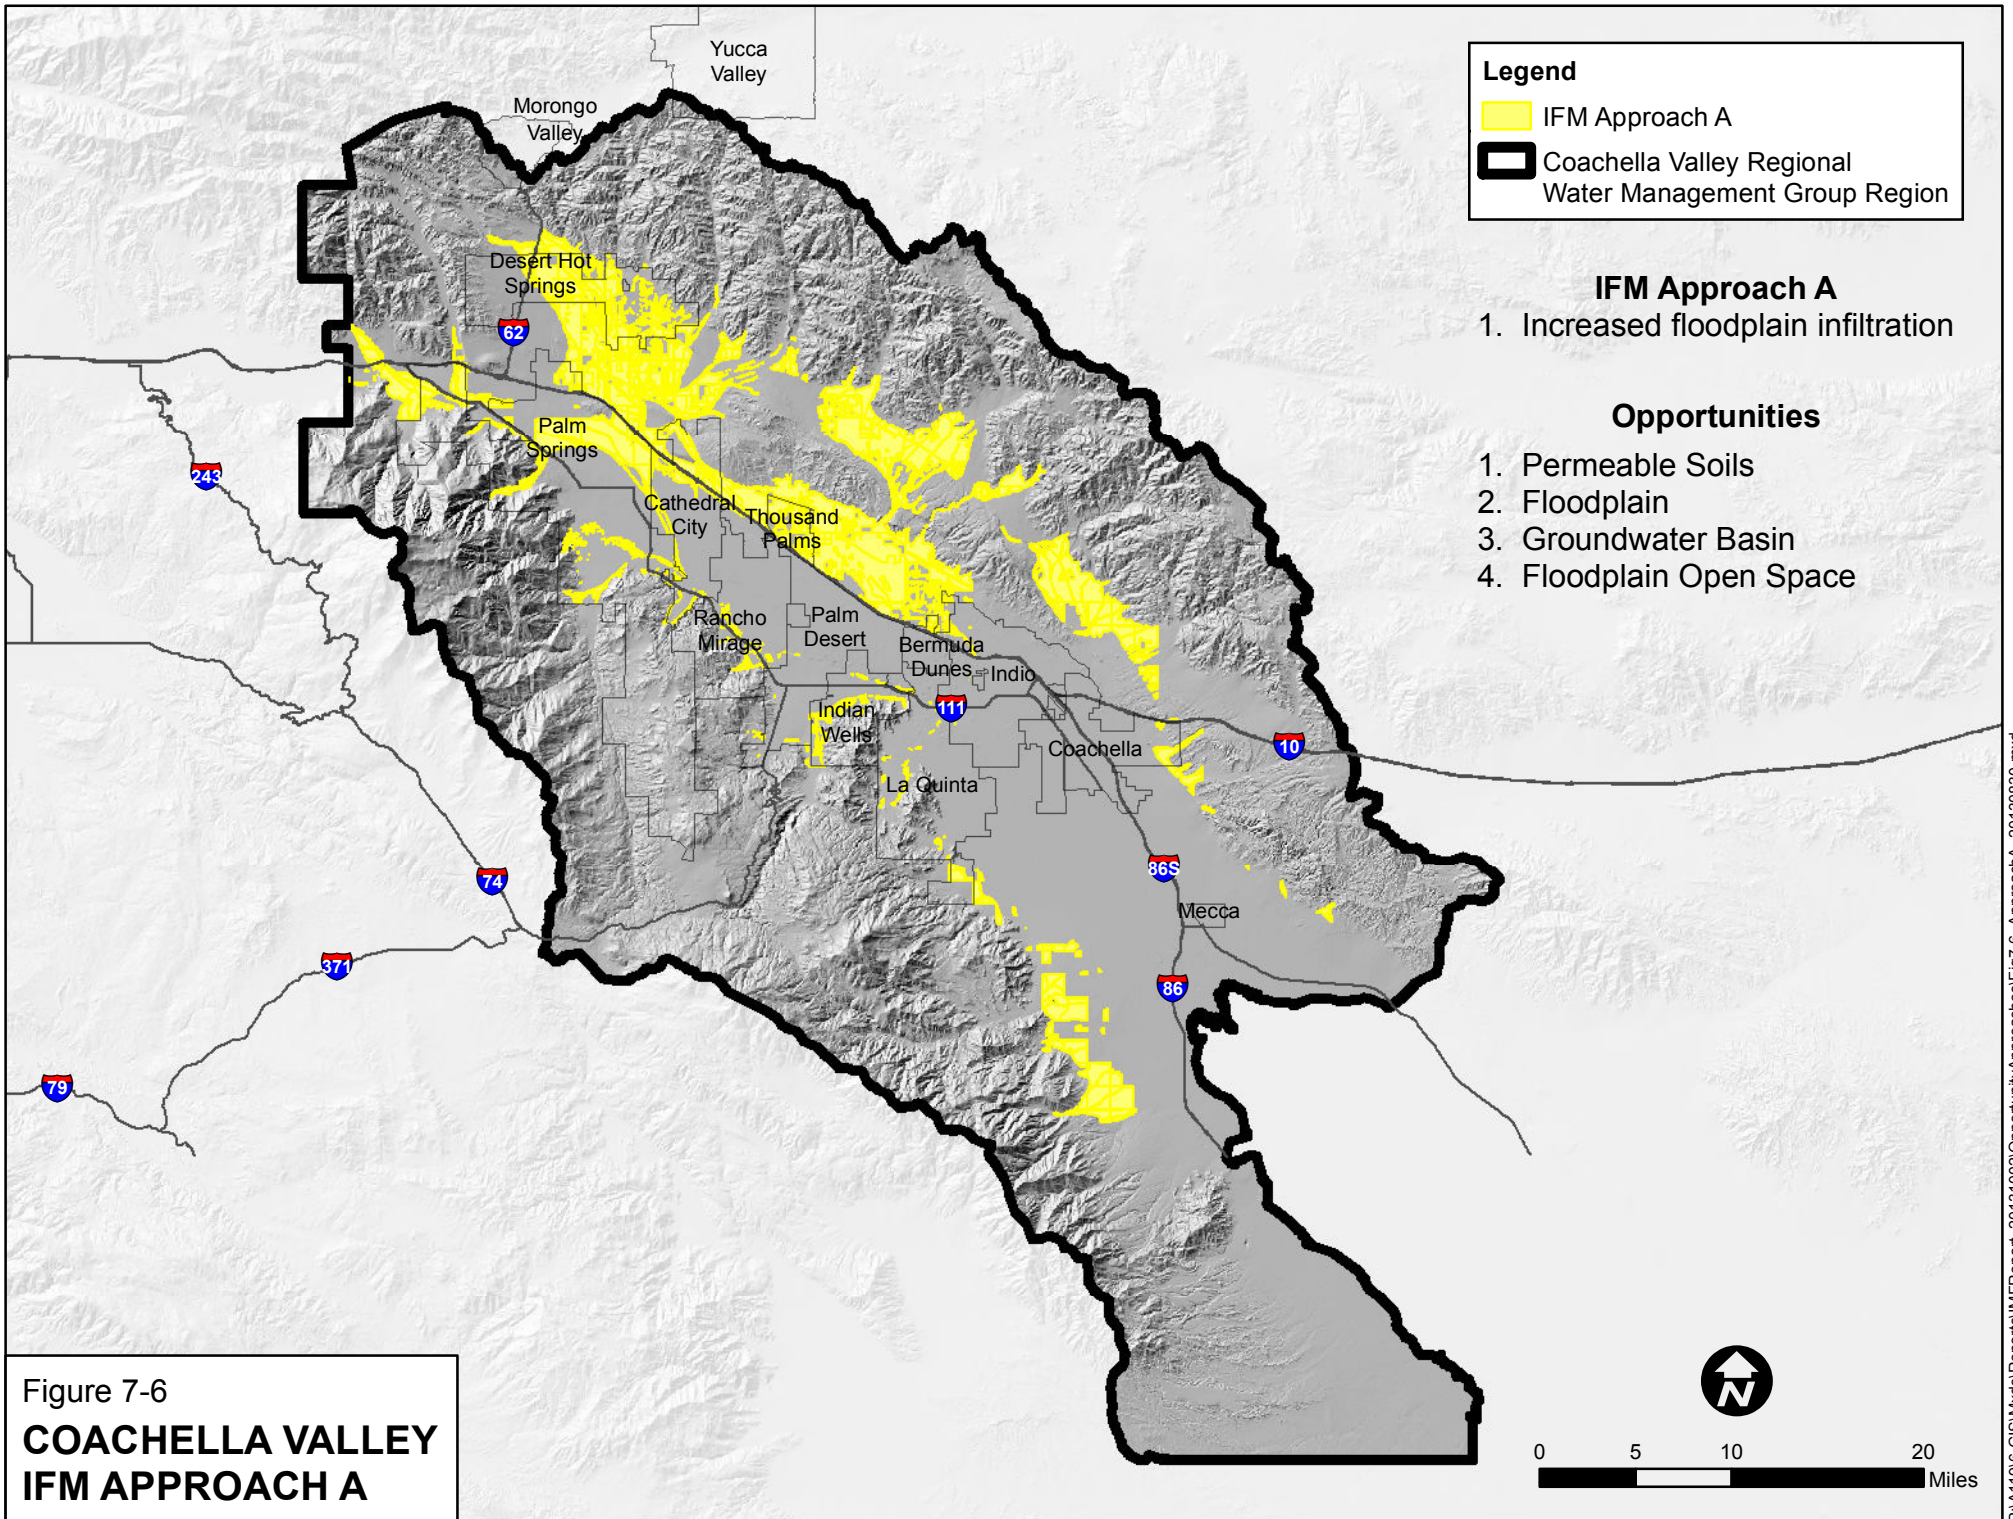 Yucca
Valley
Morongo
Valley
Legend
IFM Approach A
Coachella Valley Regional
Water Management Group Region
IFM Approach A
1. Increased floodplain infiltration
Opportunities
1. Permeable Soils
2. Floodplain
3. Groundwater Basin
4. Floodplain Open Space
Desert Hot
Springs
62
Palm
Springs
243
Cathedral
City
Thousand
Palms
Rancho
Mirage
Palm
Desert
Bermuda
Dunes
Indio
Indian
Wells
111
Coachella
10
La Quinta
86S
74
Mecca
371
86
79
Figure 7-6
COACHELLA VALLEY
IFM APPROACH A
N
0 5 10 20
Miles